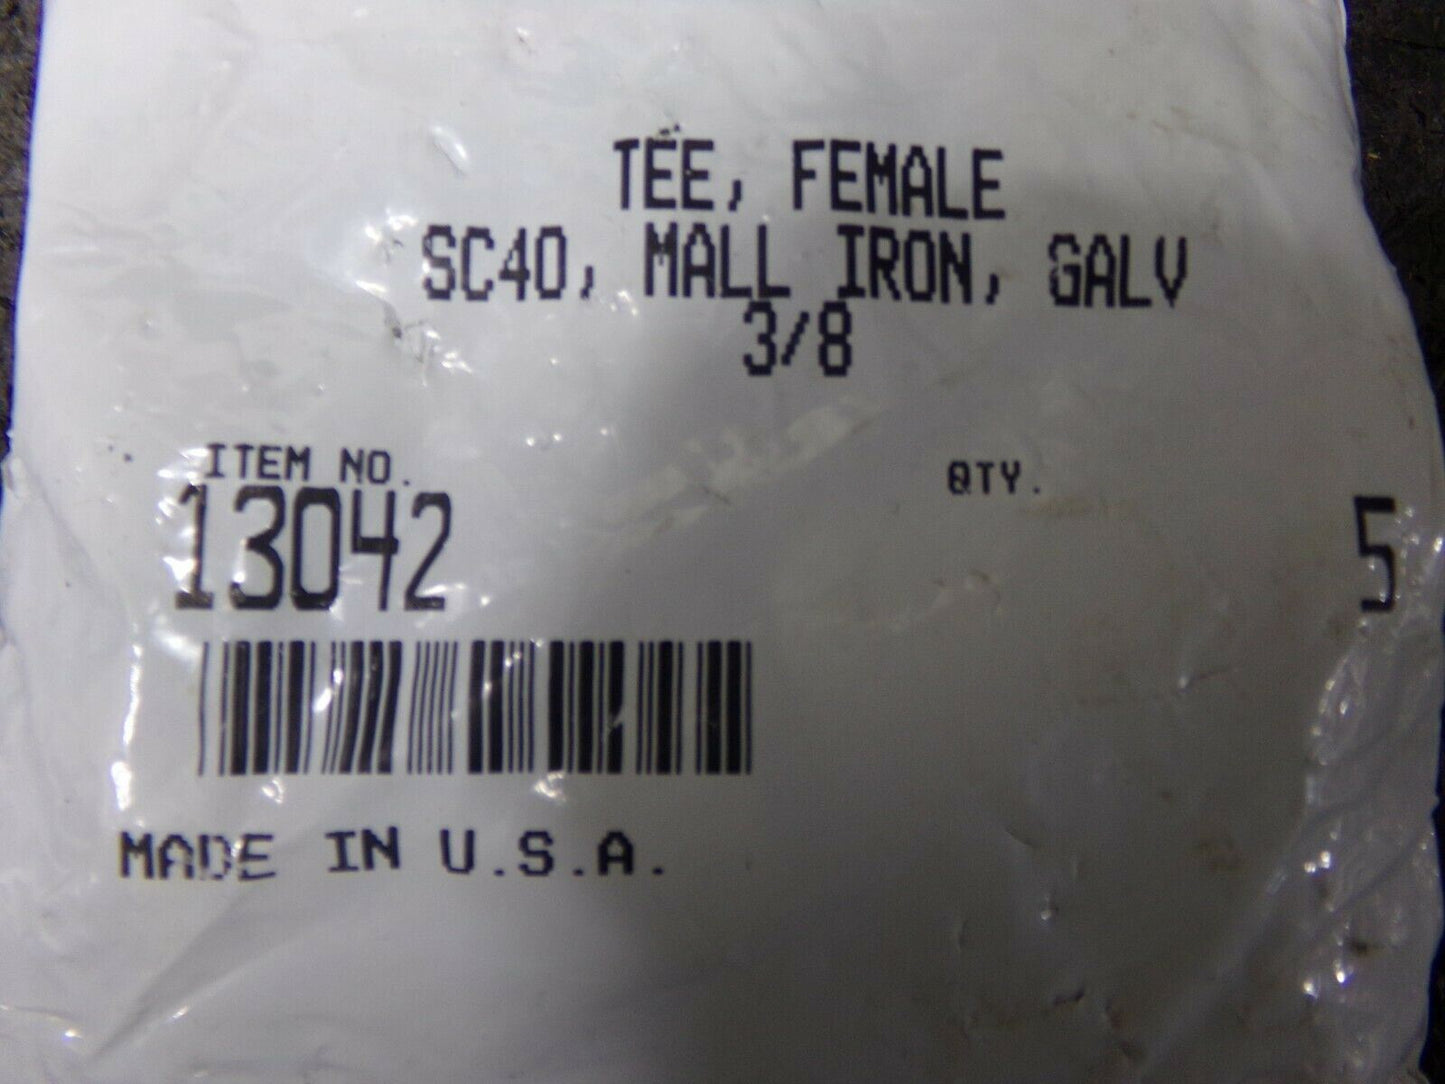 TEE, FEMALE
SC40, MALL IRON, GALV
3/8
ITEM NO.
13042
QTY.
5
MADE IN U.S.A.